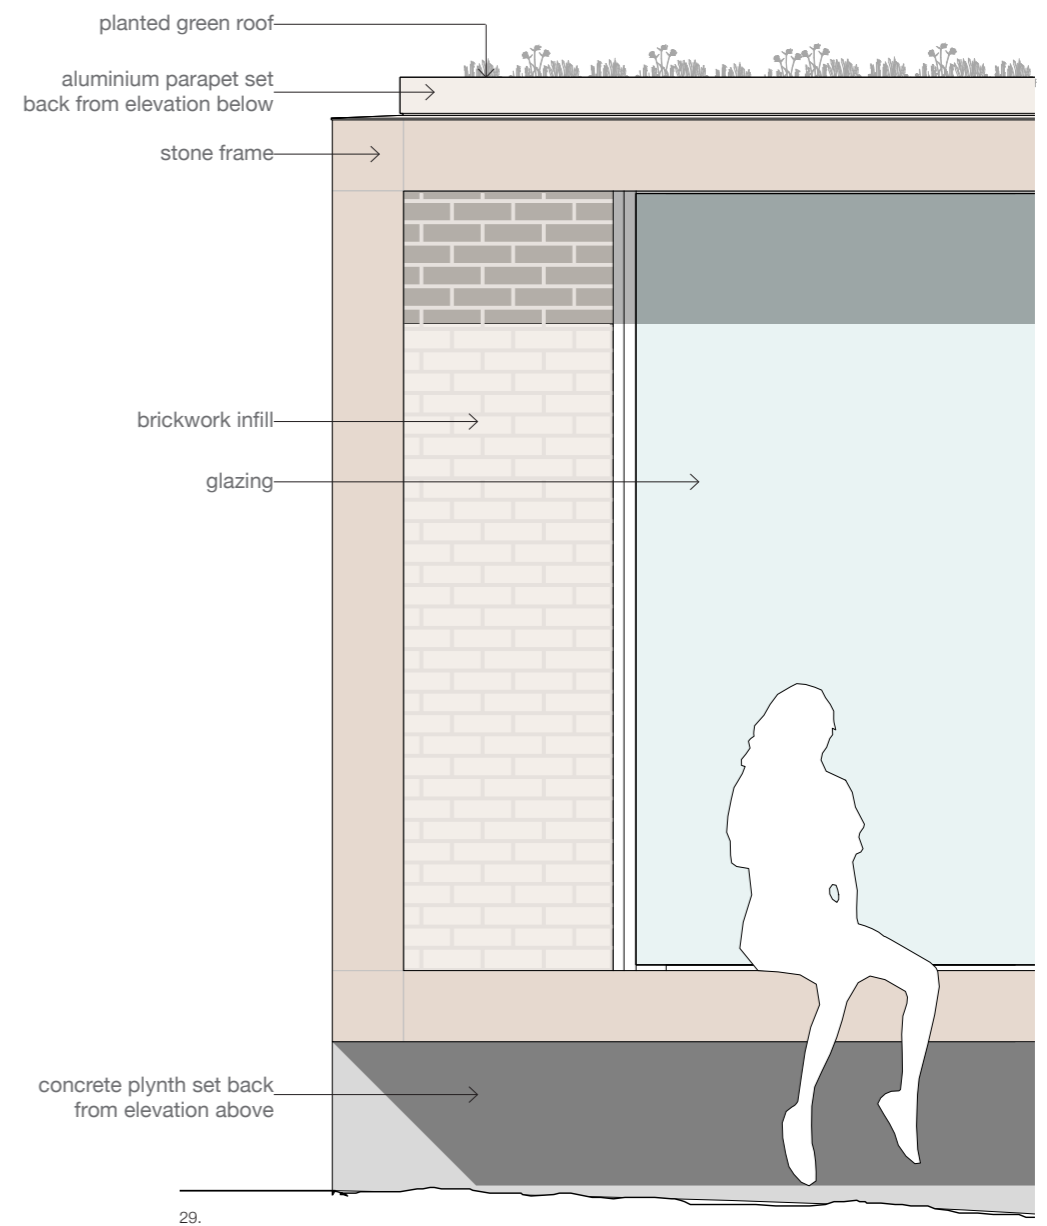 planted green roof
aluminium parapet set
back from elevation below
stone frame
brickwork infill
glazing
concrete plynth set back
from elevation above
29.